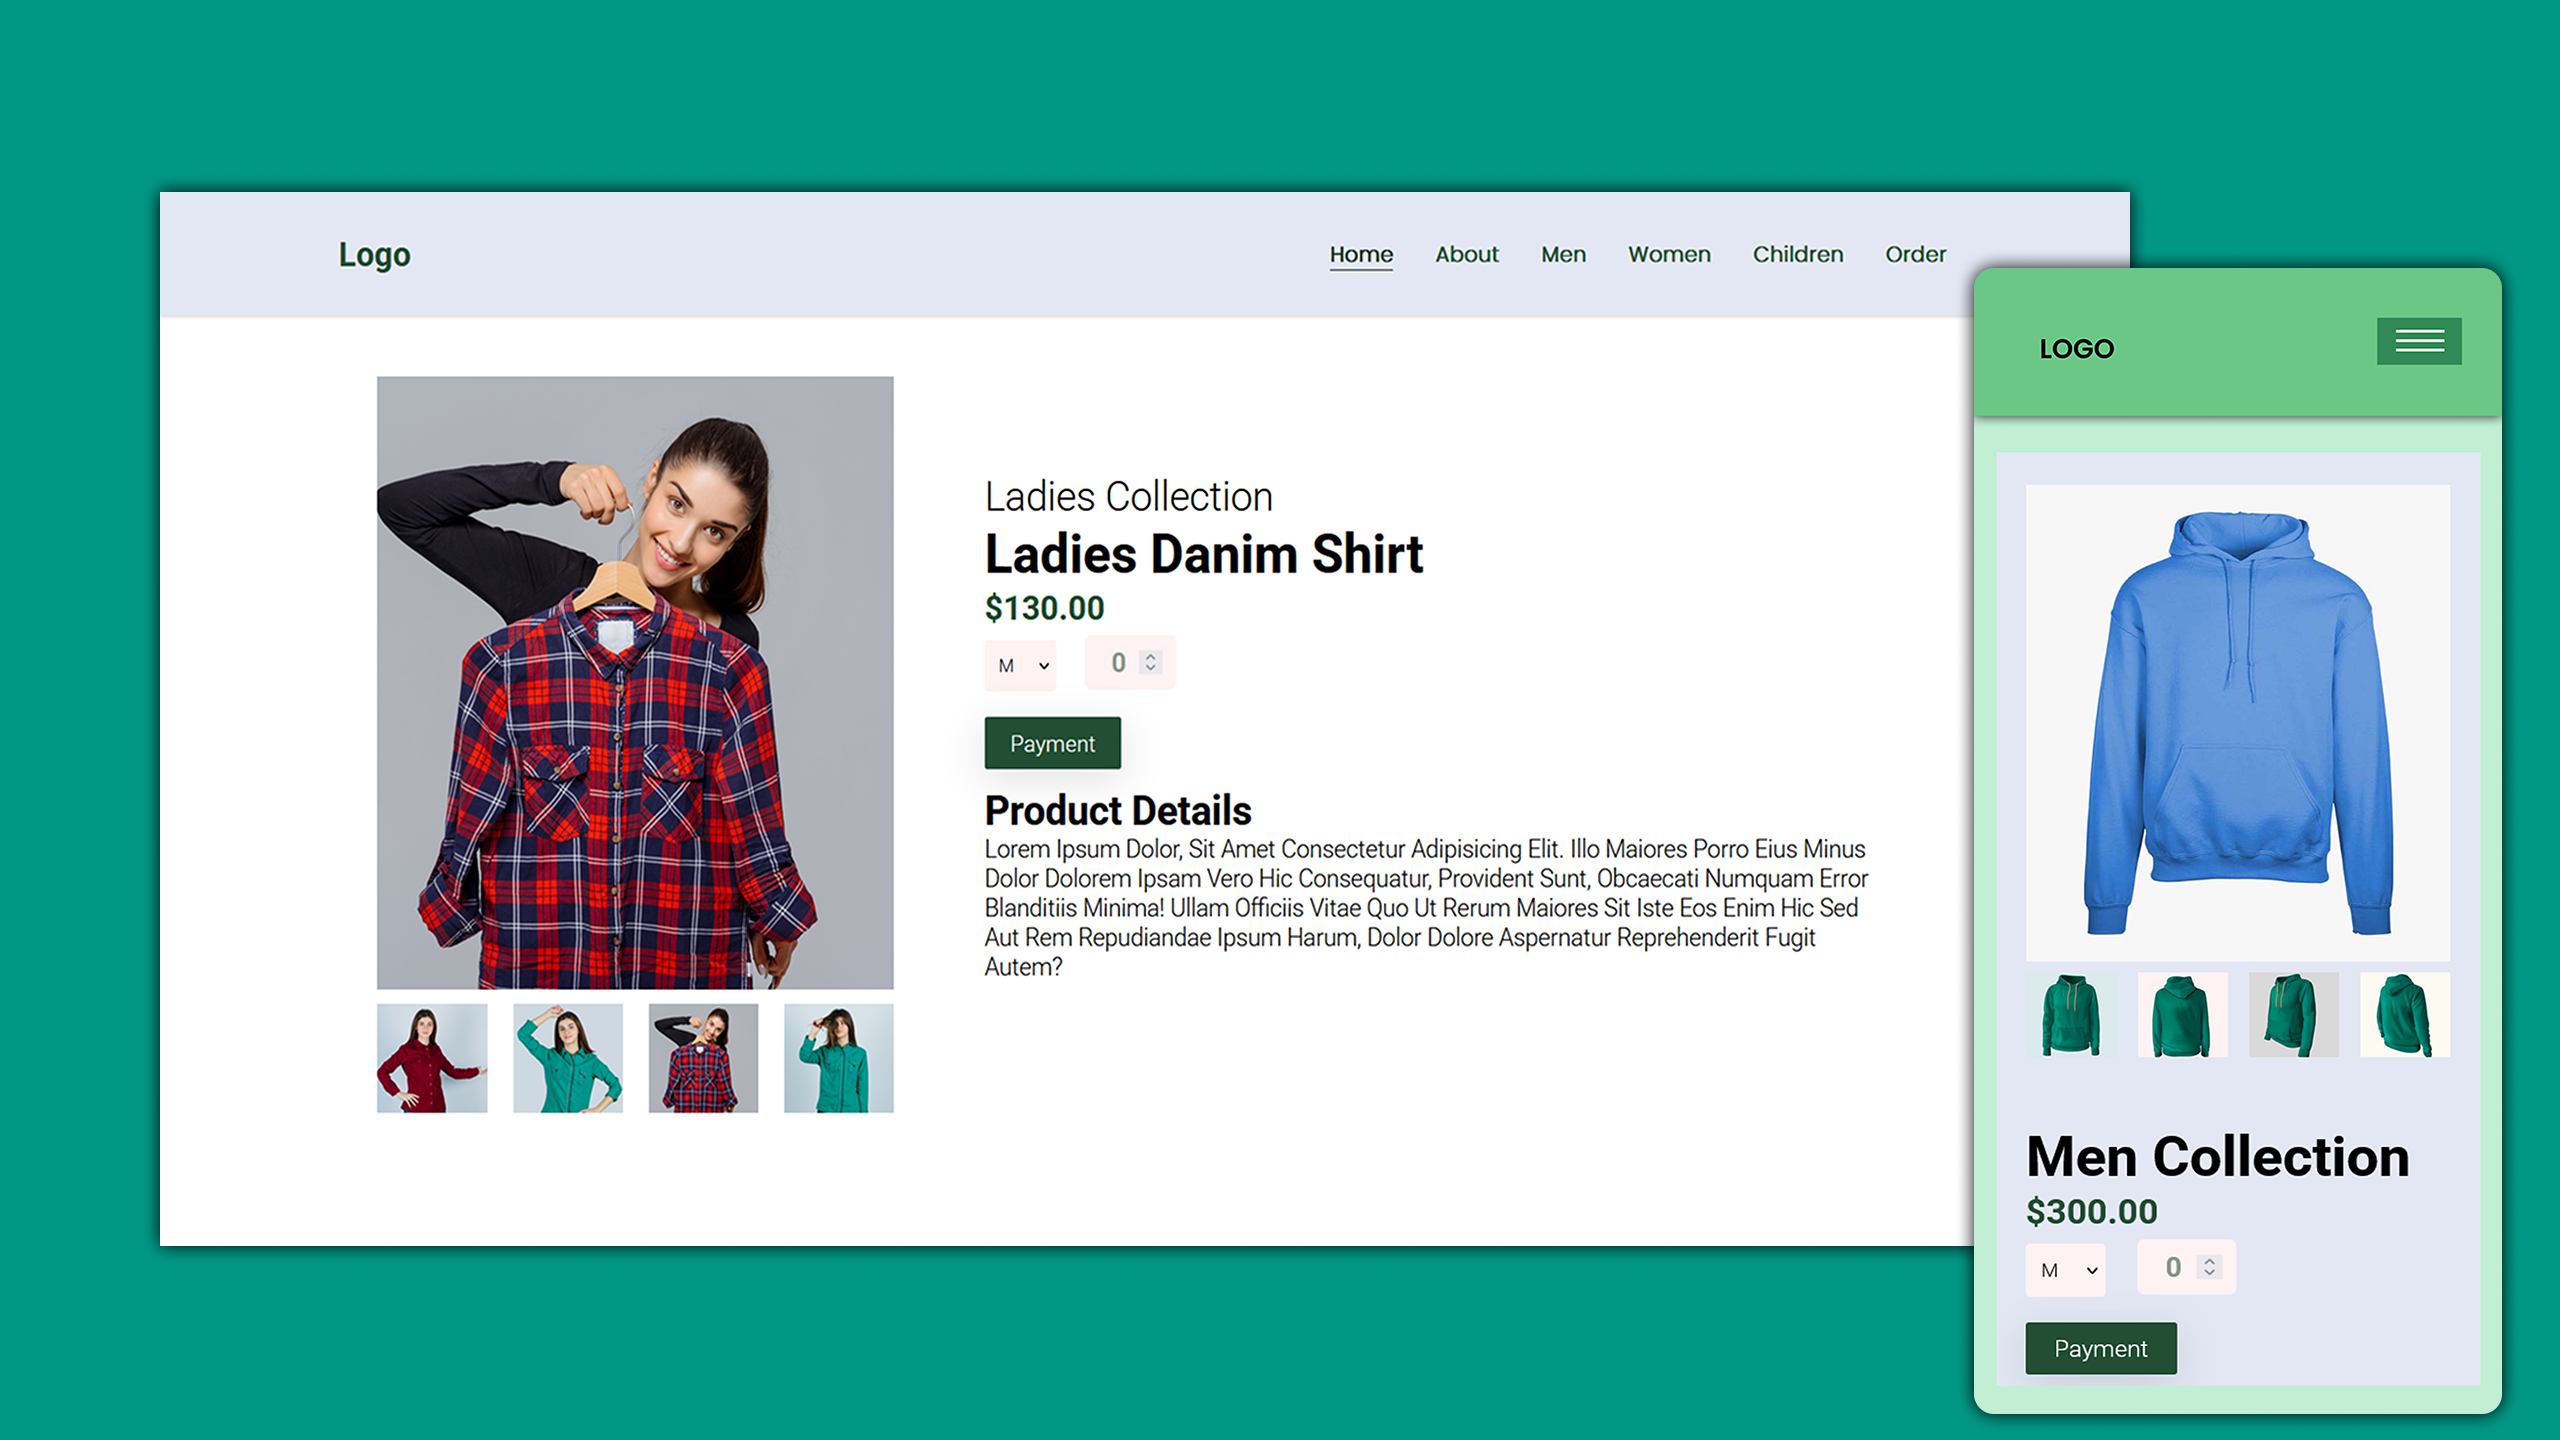 Logo
Home About Men Women Children Order
Ladies Collection
Ladies Danim Shirt
$130.00
M 0
Payment
Product Details
Lorem Ipsum Dolor, Sit Amet Consectetur Adipisicing Elit. Illo Maiores Porro Eius Minus
Dolor Dolorem Ipsam Vero Hic Consequatur, Provident Sunt, Obcaecati Numquam Error
Blanditiis Minima! Ullam Officiis Vitae Quo Ut Rerum Maiores Sit Iste Eos Enim Hic Sed
Aut Rem Repudiandae Ipsum Harum, Dolor Dolore Aspernatur Reprehenderit Fugit
Autem?
LOGO
Men Collection
$300.00
M 0
Payment